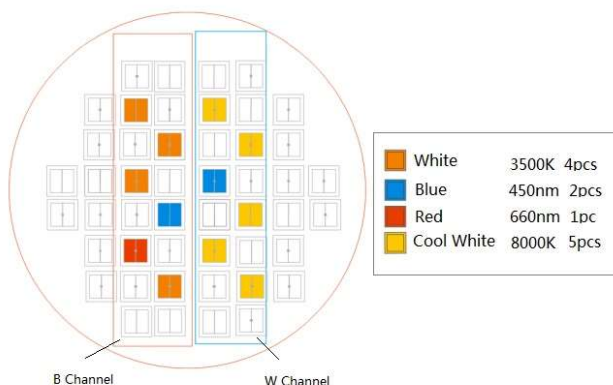 White 3500K 4pcs
Blue 450nm 2pcs
Red 660nm 1pc
Cool White 8000K 5pcs
B Channel
W Channel